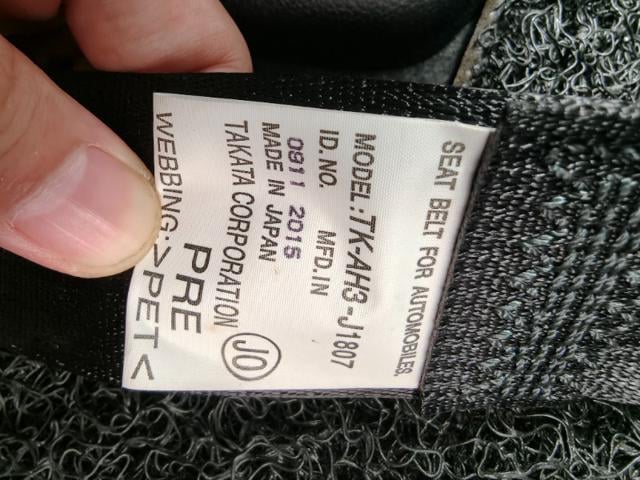 SEAT BELT FOR AUTOMOBILES.
MODEL:TK-AH3-J1807
ID.NO. MFD.IN
0911 2015
MADE IN JAPAN
TAKATA CORPORATION JO
PRE
WEBBING:>PET<